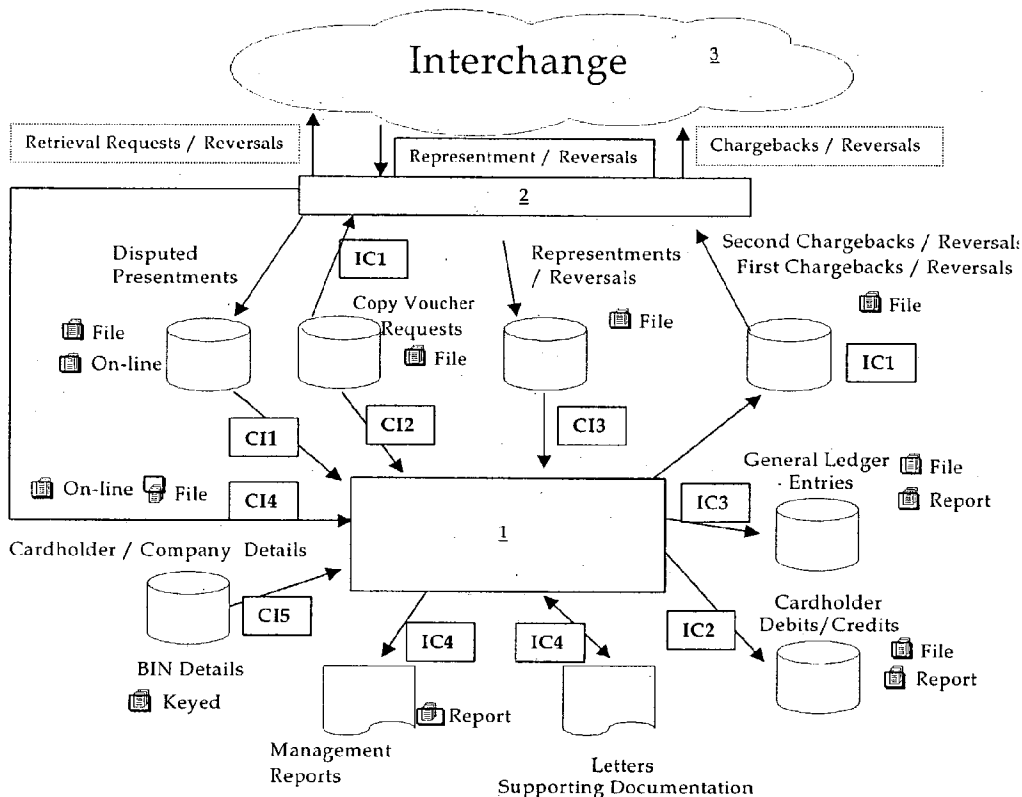 Interchange 3
Retrieval Requests / Reversals
Representment / Reversals
Chargebacks / Reversals
2
Disputed
Presentments
IC1
Representments
/ Reversals
Second Chargebacks / Reversals
First Chargebacks / Reversals
File
On-line
Copy Voucher
Requests
File
File
File
IC1
CI1
CI2
CI3
On-line File
CI4
General Ledger
Entries
File
Report
1
IC3
Cardholder / Company Details
CI5
BIN Details
Keyed
IC4
IC4
IC2
Cardholder
Debits/Credits
File
Report
Report
Management
Reports
Letters
Supporting Documentation